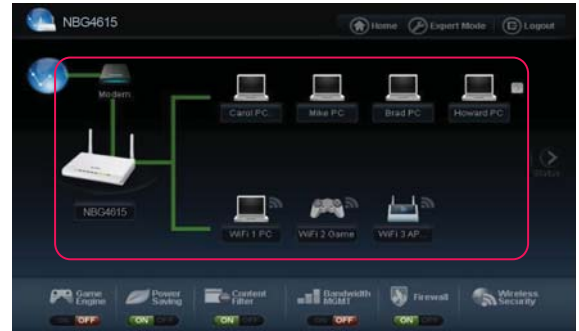 NBG4615
Home Expert Mode Logout
Modem
Carol PC
Mike PC
Brad PC
Howard PC
Status
NBG4615
WiFi 1 PC
WiFi 2 Game
WiFi 3 AP...
Game Engine
Power Saving
Content Filter
Bandwidth MGMT
Firewall
Wireless Security
OFF
ON
ON
OFF
ON